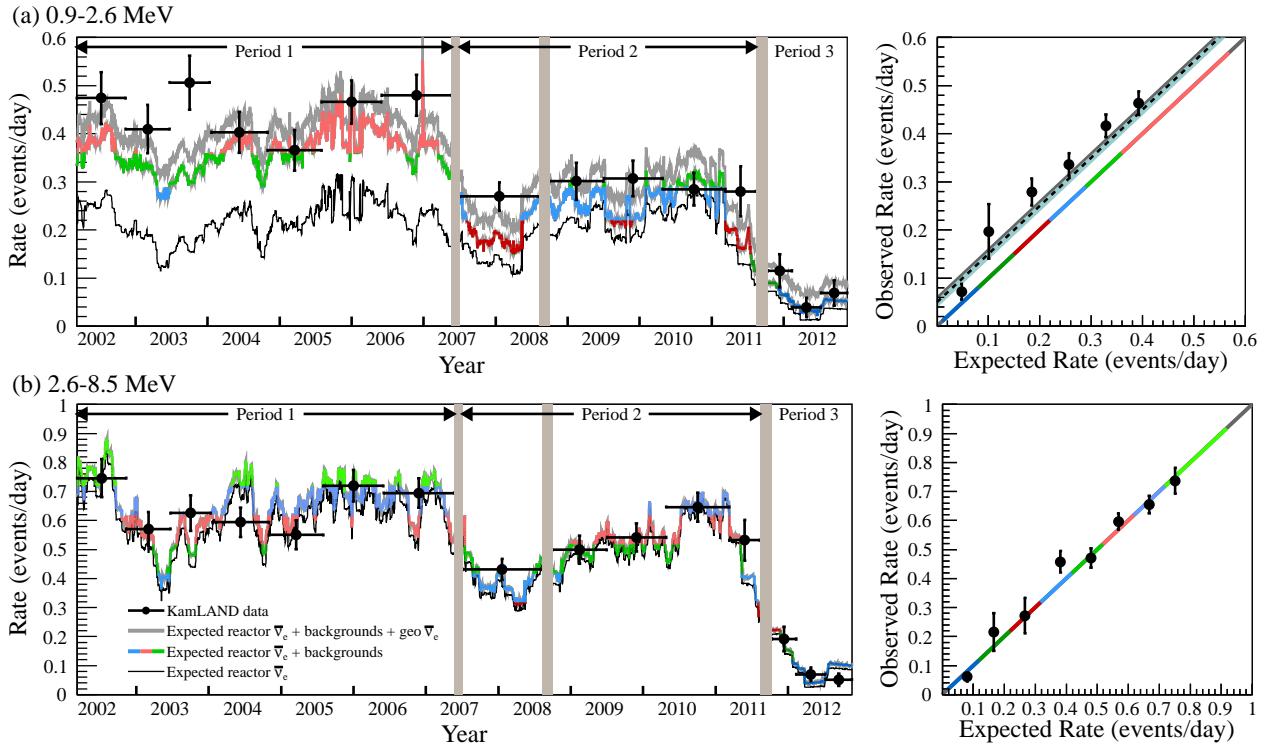 (a) 0.9-2.6 MeV
Period 1
Period 2
Period 3
Rate (events/day)
0.6
0.5
0.4
0.3
0.2
0.1
0
2002 2003 2004 2005 2006 2007 2008 2009 2010 2011 2012
Year
Observed Rate (events/day)
0.6
0.5
0.4
0.3
0.2
0.1
0
0.1 0.2 0.3 0.4 0.5 0.6
Expected Rate (events/day)
(b) 2.6-8.5 MeV
Period 1
Period 2
Period 3
Rate (events/day)
1
0.9
0.8
0.7
0.6
0.5
0.4
0.3
0.2
0.1
0
KamLAND data
Expected reactor ν̅e + backgrounds + geo ν̅e
Expected reactor ν̅e + backgrounds
Expected reactor ν̅e
2002 2003 2004 2005 2006 2007 2008 2009 2010 2011 2012
Year
Observed Rate (events/day)
1
0.9
0.8
0.7
0.6
0.5
0.4
0.3
0.2
0.1
0
0.1 0.2 0.3 0.4 0.5 0.6 0.7 0.8 0.9 1
Expected Rate (events/day)